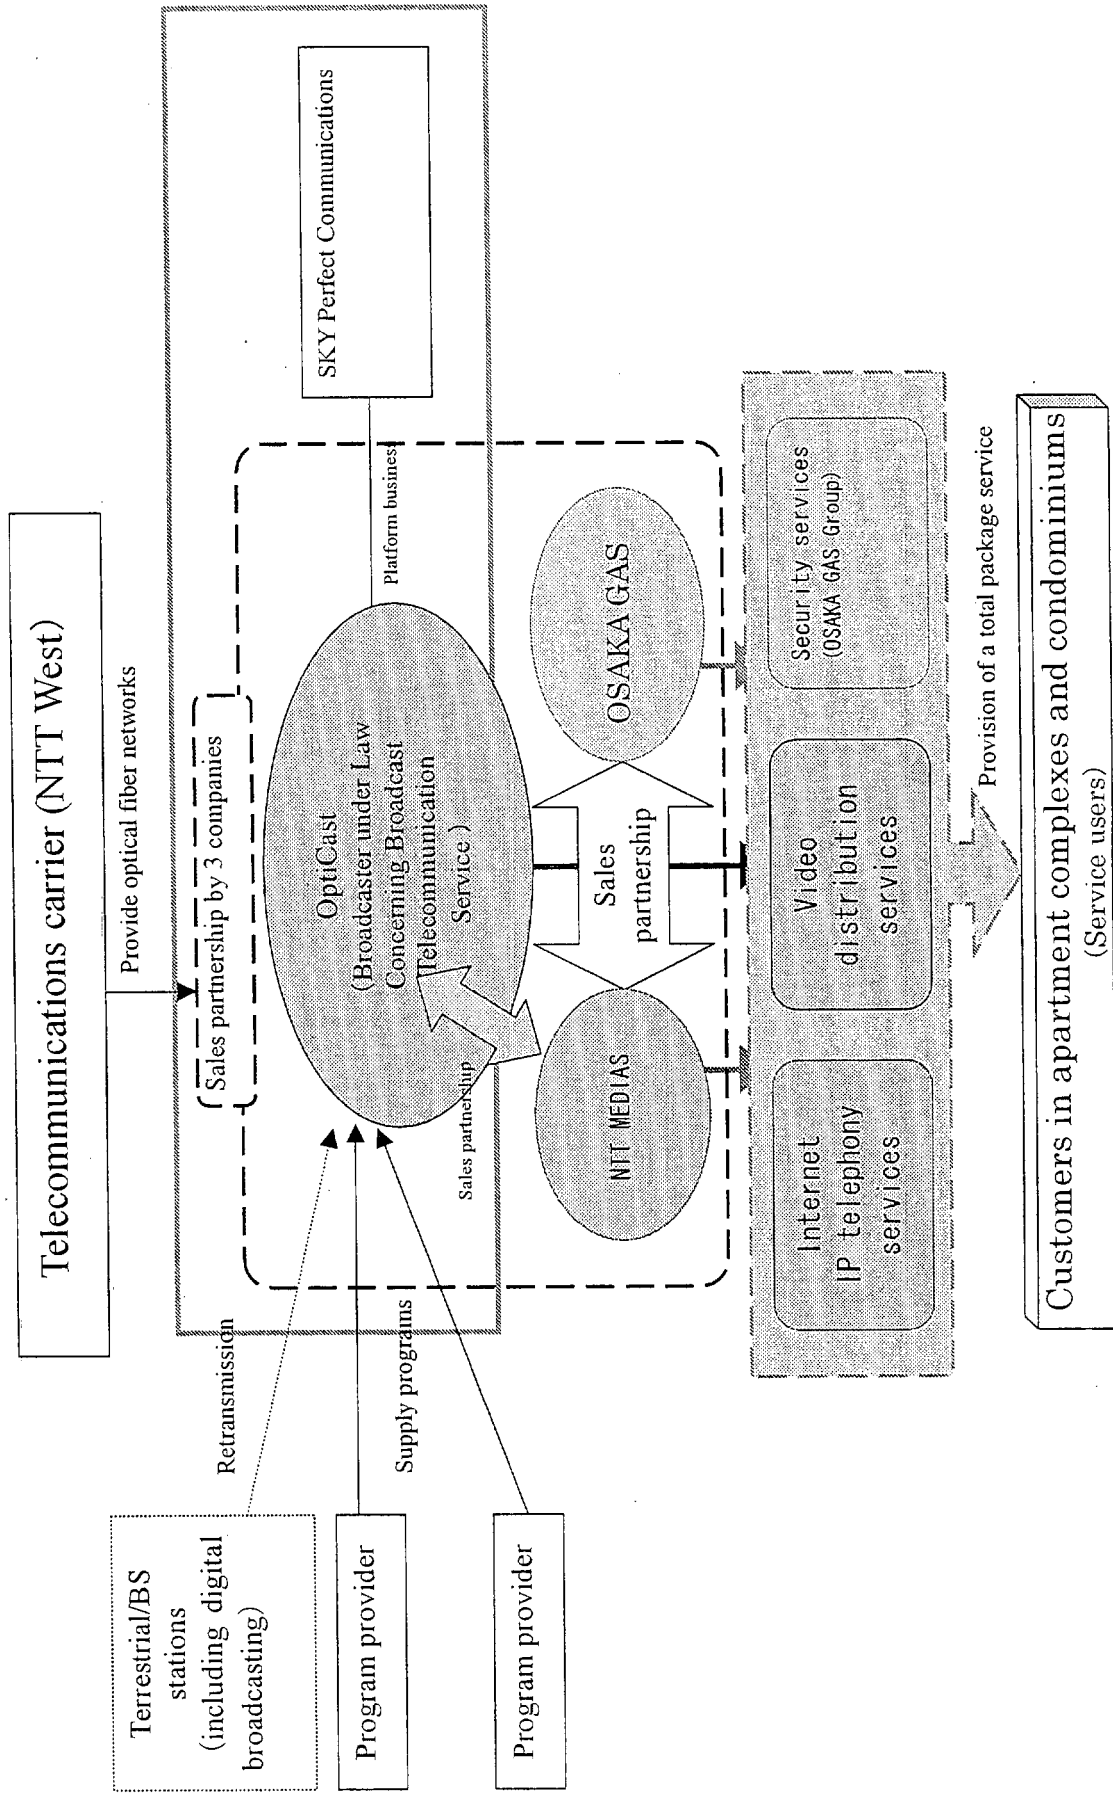 Telecommunications carrier (NTT West)
Provide optical fiber networks
Sales partnership by 3 companies
Terrestrial/BS
stations
(including digital
broadcasting)
Retransmission
Program provider
Supply programs
Program provider
OptiCast
(Broadcaster under Law
Concerning Broadcast
Telecommunication
Service)
Platform business
SKY Perfect Communications
Sales partnership
NTT MEDIAS
Sales
partnership
OSAKA GAS
Internet
IP telephony
services
Video
distribution
services
Security services
(OSAKA GAS Group)
Provision of a total package service
Customers in apartment complexes and condominiums
(Service users)